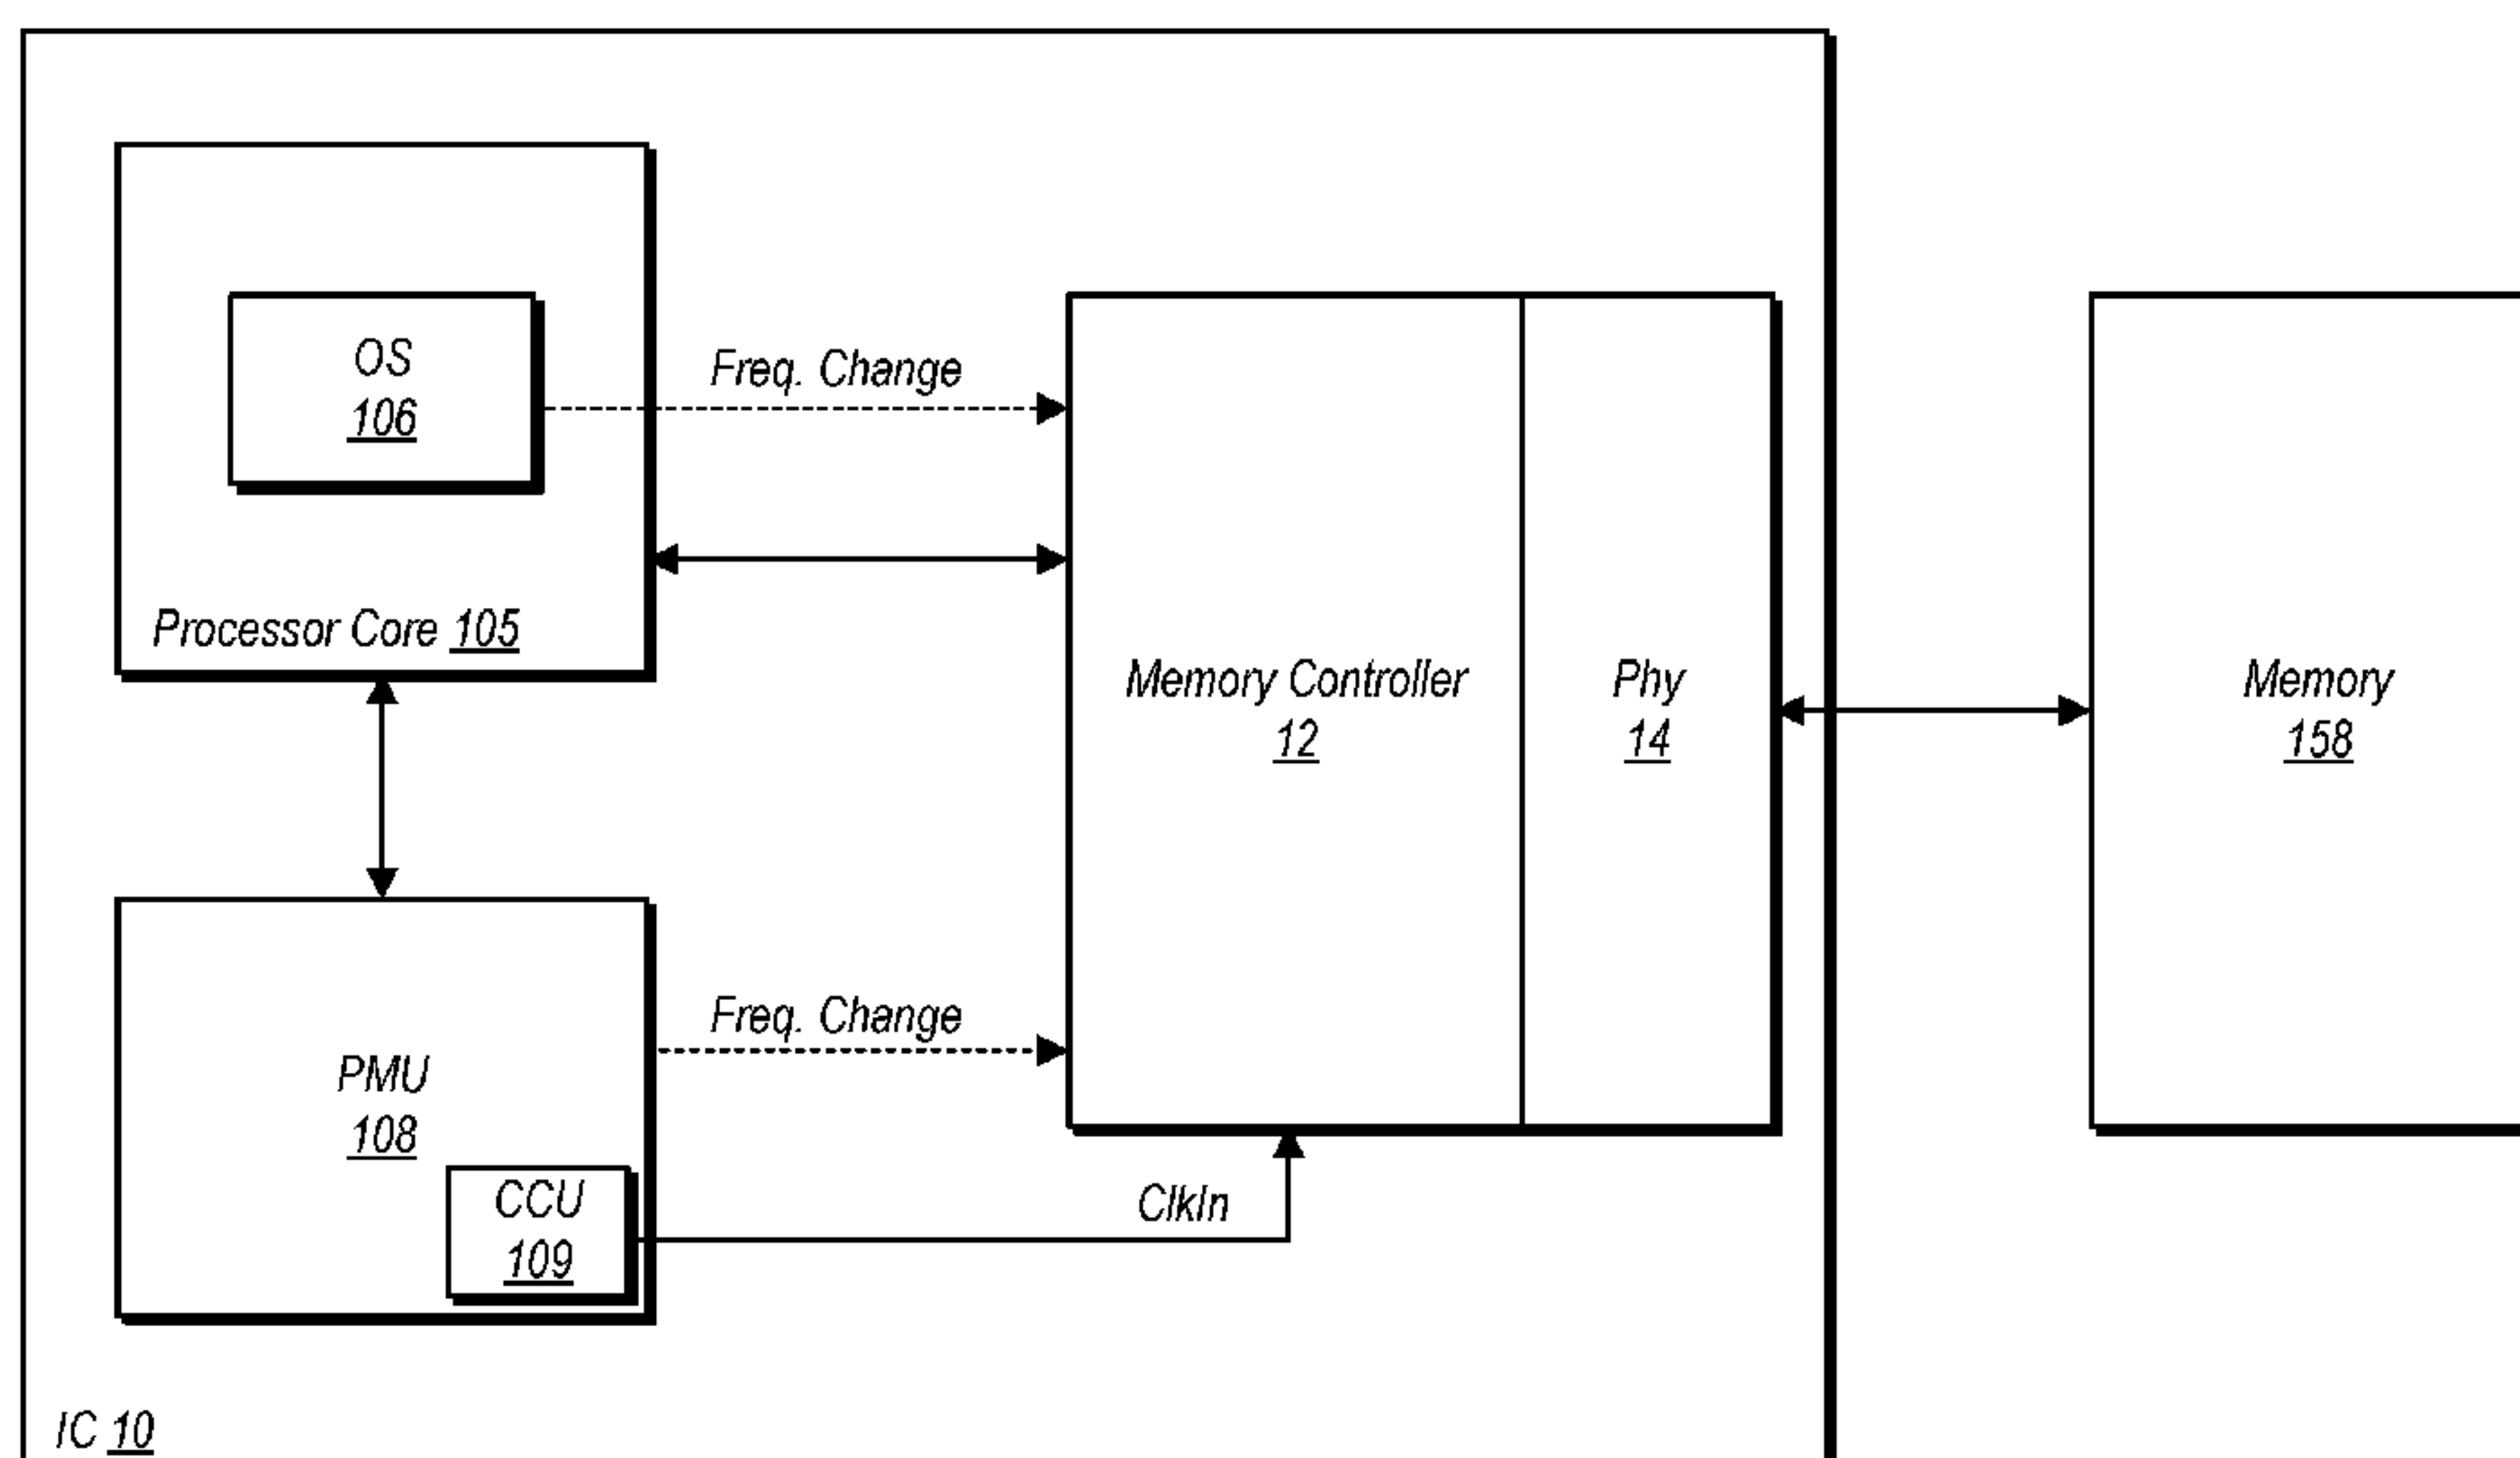 OS
106
Freq. Change
Processor Core 105
Memory Controller
12
Phy
14
Memory
158
Freq. Change
PMU
108
CCU
109
ClkIn
IC 10